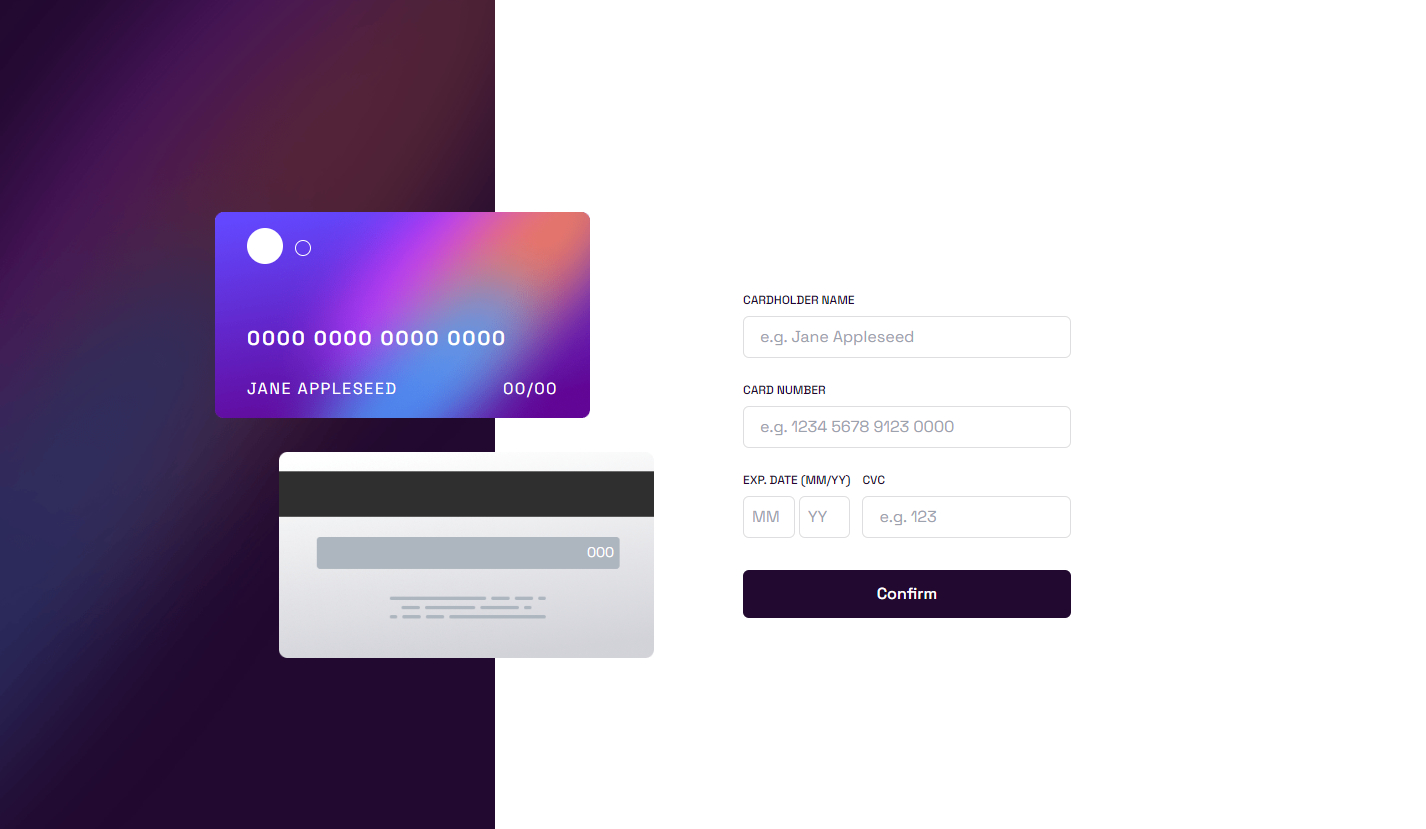 0000 0000 0000 0000
JANE APPLESEED 00/00
000
CARDHOLDER NAME
e.g. Jane Appleseed
CARD NUMBER
e.g. 1234 5678 9123 0000
EXP. DATE (MM/YY) CVC
MM YY e.g. 123
Confirm